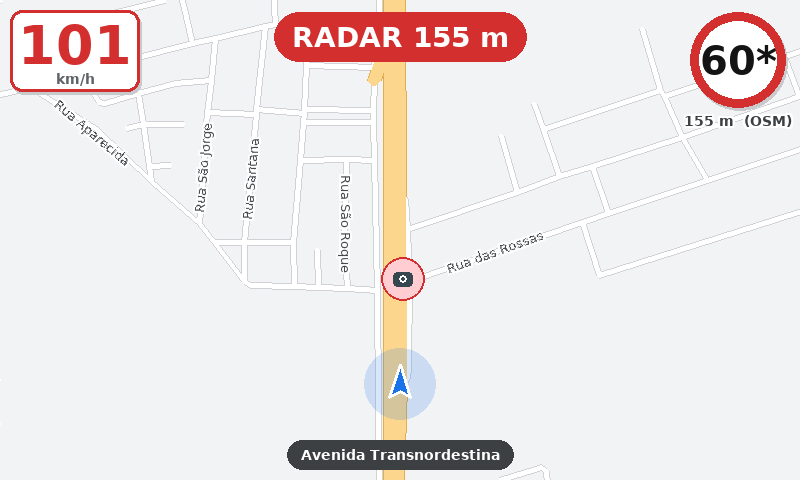 101
km/h
RADAR 155 m
60*
155 m (OSM)
Rua Aparecida
Rua São Jorge
Rua Santana
Rua São Roque
Rua das Rossas
Avenida Transnordestina